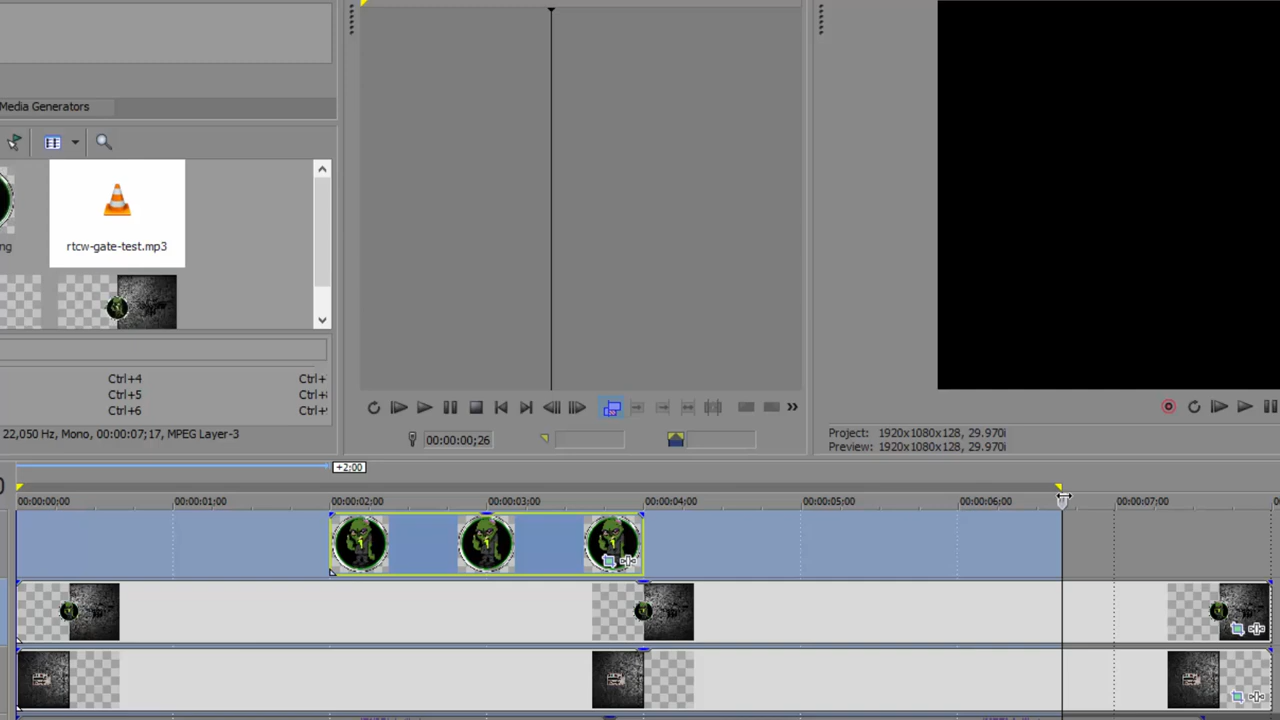 Media Generators
ng
rtcw-gate-test.mp3
Ctrl+4
Ctrl+5
Ctrl+6
22,050 Hz, Mono, 00:00:07;17, MPEG Layer-3
00:00:00;26
Project: 1920x1080x128, 29.970i
Preview: 1920x1080x128, 29.970i
+2;00
00:00:00;00
00:00:01;00
00:00:02;00
00:00:03;00
00:00:04;00
00:00:05;00
00:00:06;00
00:00:07;00